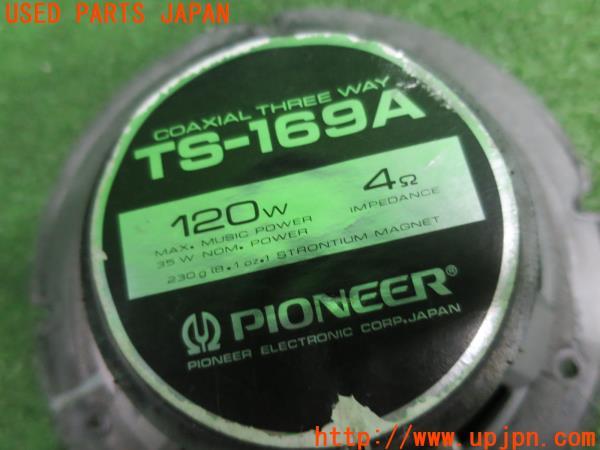 USED PARTS JAPAN
COAXIAL THREE WAY
TS-169A
120W
MAX. MUSIC POWER
35 W NOM. POWER
4Ω
IMPEDANCE
230g (8.1 oz.) STRONTIUM MAGNET
PIONEER®
PIONEER ELECTRONIC CORP. JAPAN
http://www.upjpn.com/